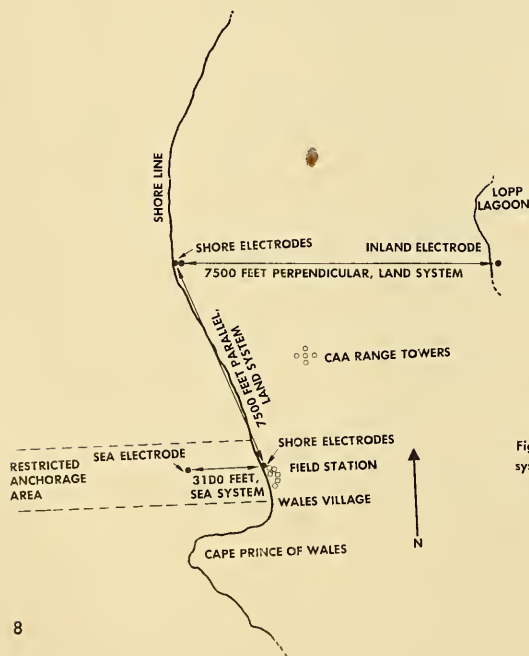 SHORE LINE
LOPP
LAGOON
SHORE ELECTRODES
INLAND ELECTRODE
7500 FEET PERPENDICULAR, LAND SYSTEM
7500 FEET PARALLEL,
LAND SYSTEM
CAA RANGE TOWERS
SHORE ELECTRODES
SEA ELECTRODE
RESTRICTED
ANCHORAGE
AREA
FIELD STATION
31D0 FEET,
SEA SYSTEM
WALES VILLAGE
CAPE PRINCE OF WALES
N
Fig
sys
8